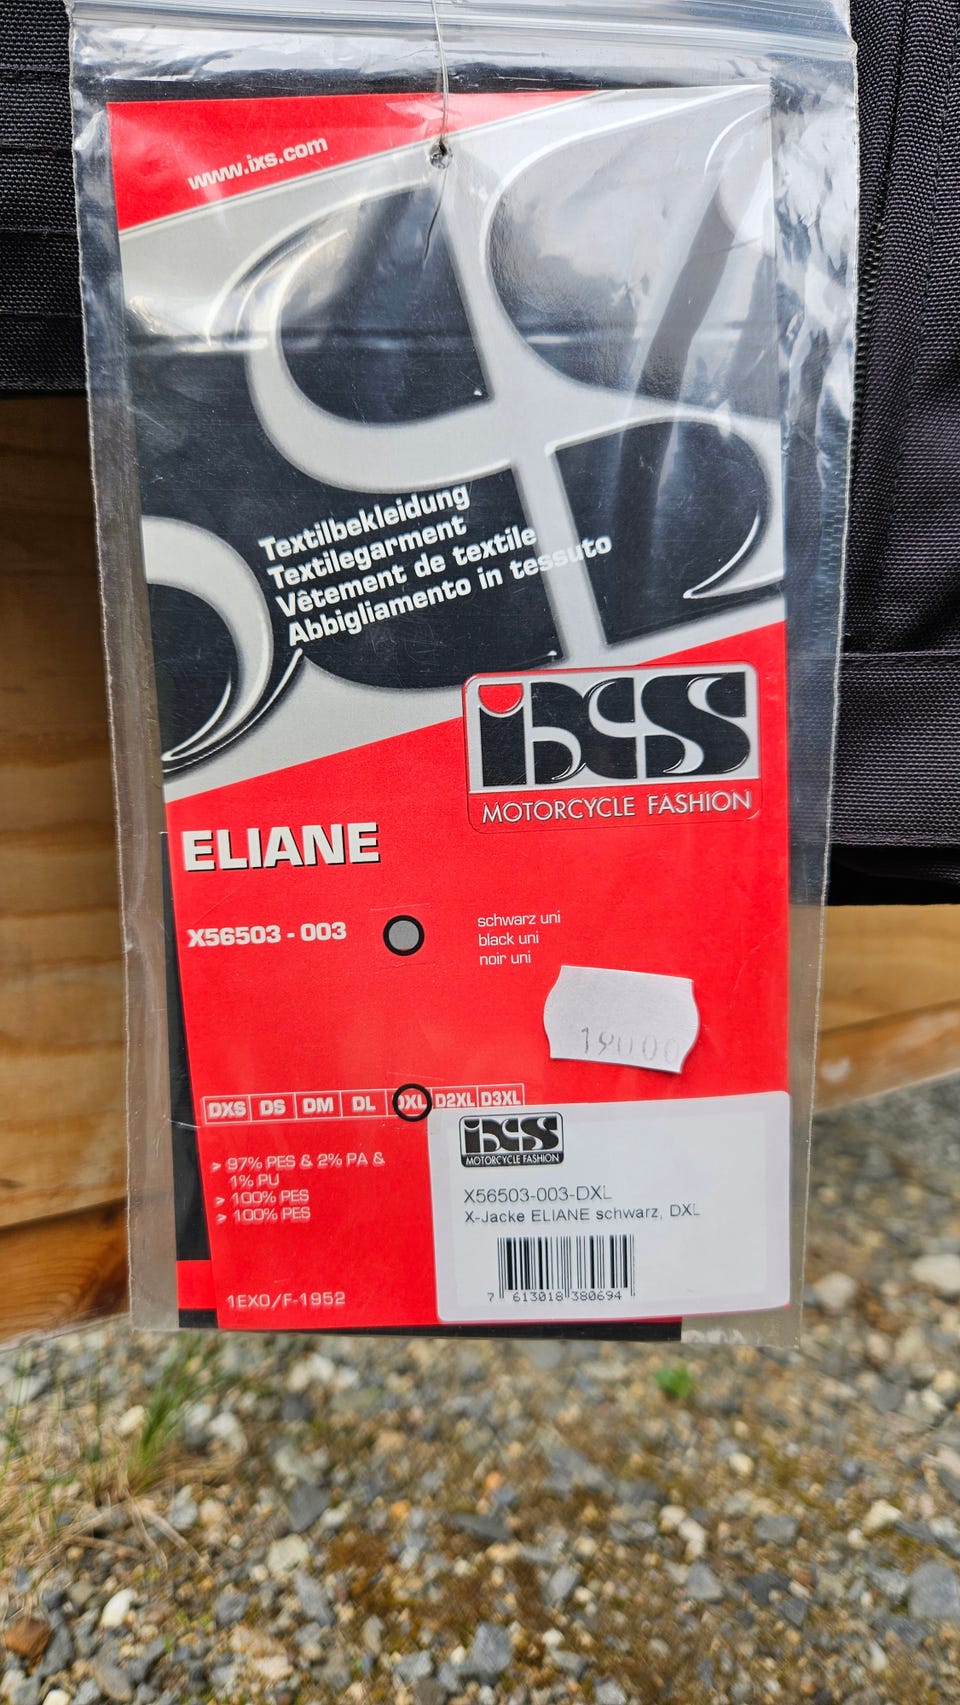 www.ixs.com
Textilbekleidung
Textilegarment
Vêtement de textile
Abbigliamento in tessuto
ixs
MOTORCYCLE FASHION
ELIANE
X56503 - 003
schwarz uni
black uni
noir uni
19000
DXS DS DM DL DXL D2XL D3XL
> 97% PES & 2% PA &
1% PU
> 100% PES
> 100% PES
ixs
MOTORCYCLE FASHION
X56503-003-DXL
X-Jacke ELIANE schwarz, DXL
7 613018 380694
1EXO/F-1952